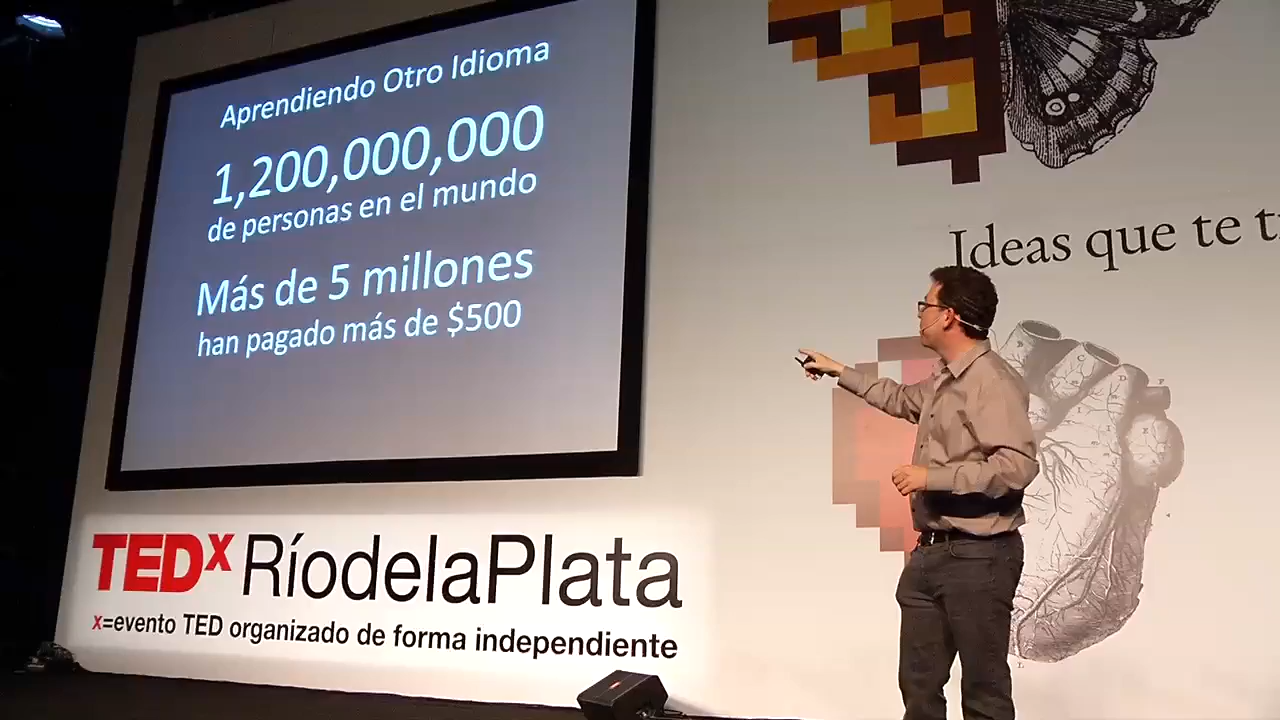 Aprendiendo Otro Idioma
1,200,000,000
de personas en el mundo
Más de 5 millones
han pagado más de $500
Ideas que te
TEDx RíodelaPlata
x=evento TED organizado de forma independiente